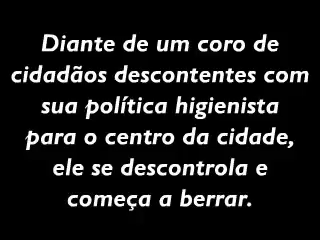 Diante de um coro de
cidadãos descontentes com
sua política higienista
para o centro da cidade,
ele se descontrola e
começa a berrar.